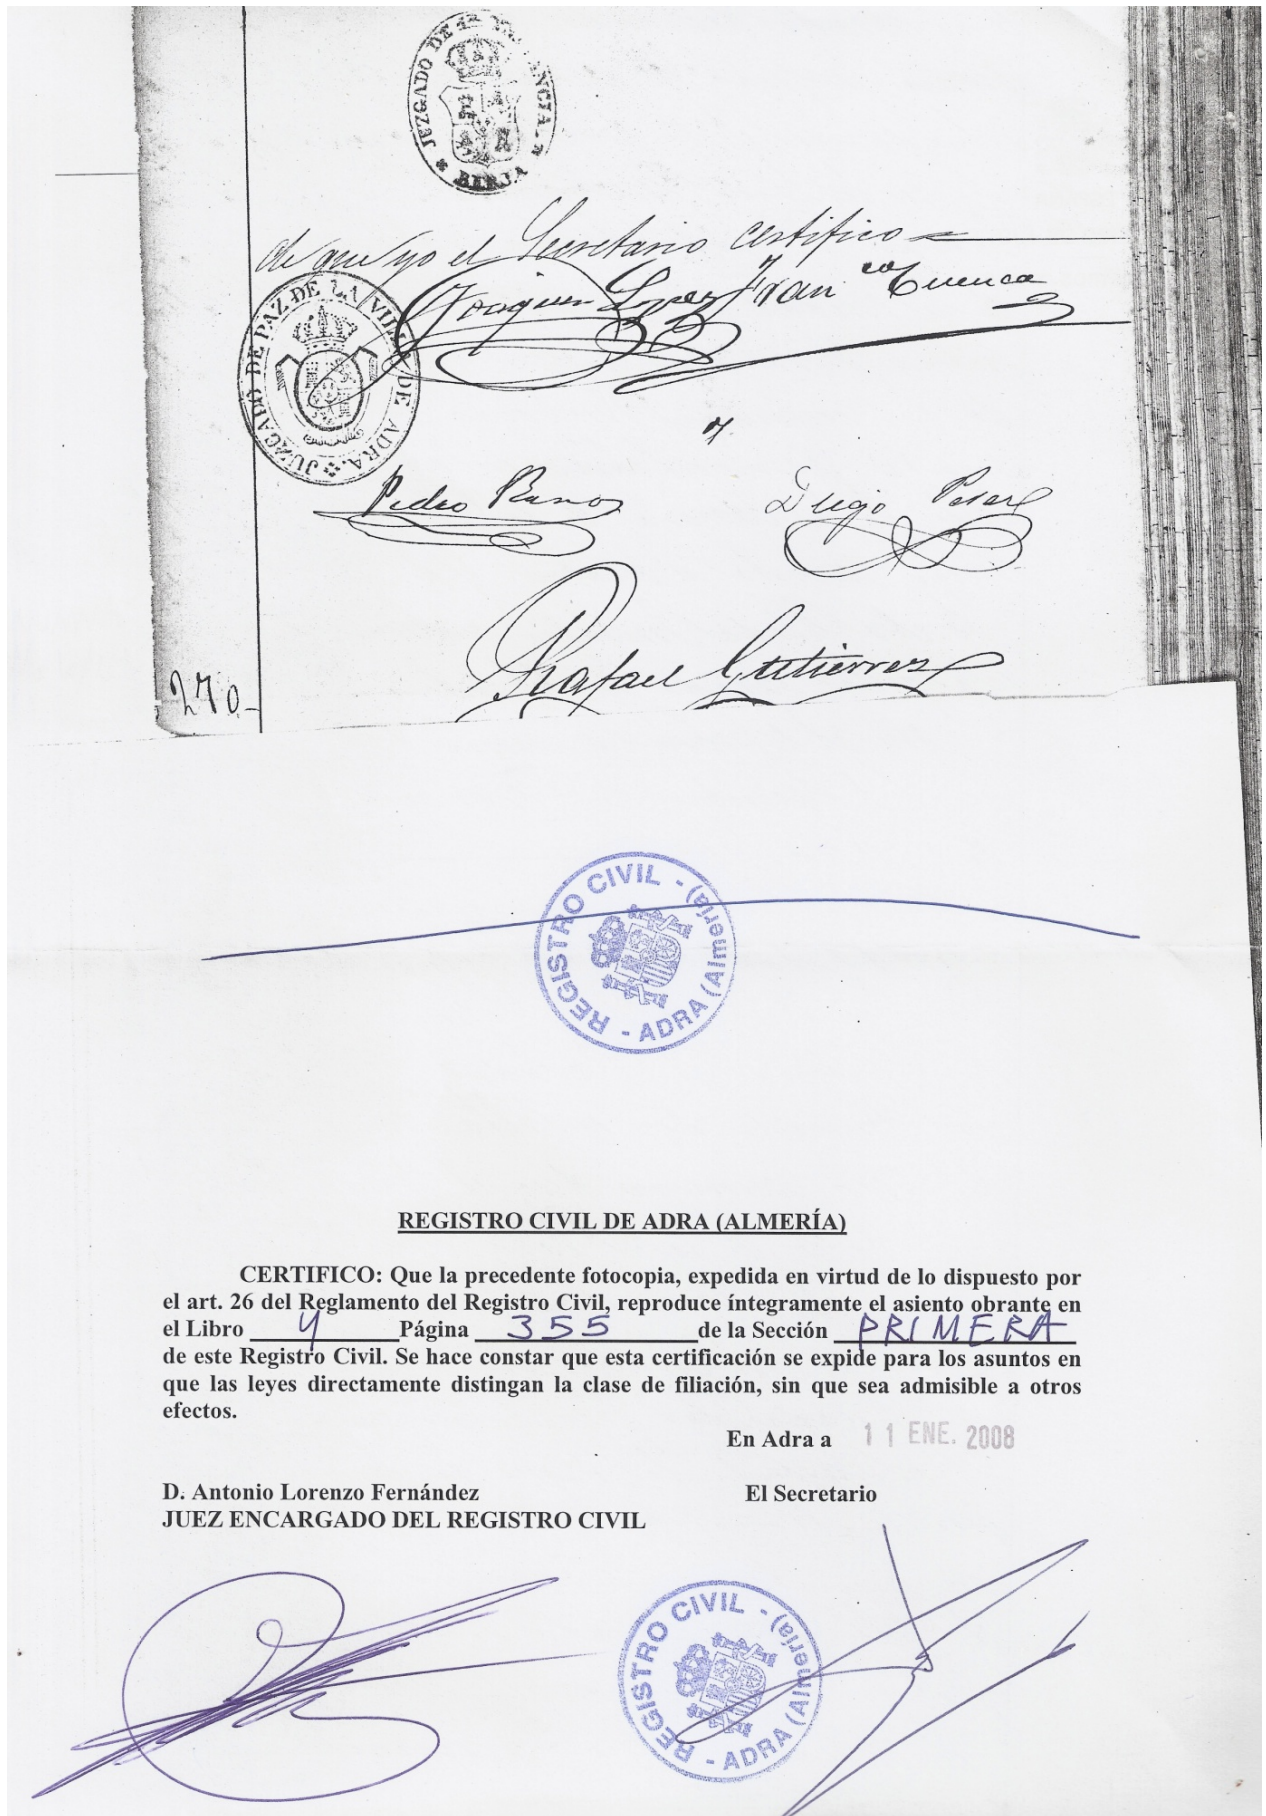 JUZGADO DE 1ª INSTANCIA. BERJA
de que yo el Secretario certifico
Joaquin Lopez Fran co Cuenca
JUZGADO DE PAZ DE LA VILLA DE ADRA.
Pedro
Diego
Rafael Gutierrez
270.
REGISTRO CIVIL - ADRA (Almería)
REGISTRO CIVIL DE ADRA (ALMERÍA)
CERTIFICO: Que la precedente fotocopia, expedida en virtud de lo dispuesto por
el art. 26 del Reglamento del Registro Civil, reproduce íntegramente el asiento obrante en
el Libro 4 Página 355 de la Sección PRIMERA
de este Registro Civil. Se hace constar que esta certificación se expide para los asuntos en
que las leyes directamente distingan la clase de filiación, sin que sea admisible a otros
efectos.
En Adra a 11 ENE. 2008
D. Antonio Lorenzo Fernández El Secretario
JUEZ ENCARGADO DEL REGISTRO CIVIL
REGISTRO CIVIL - ADRA (Almería)